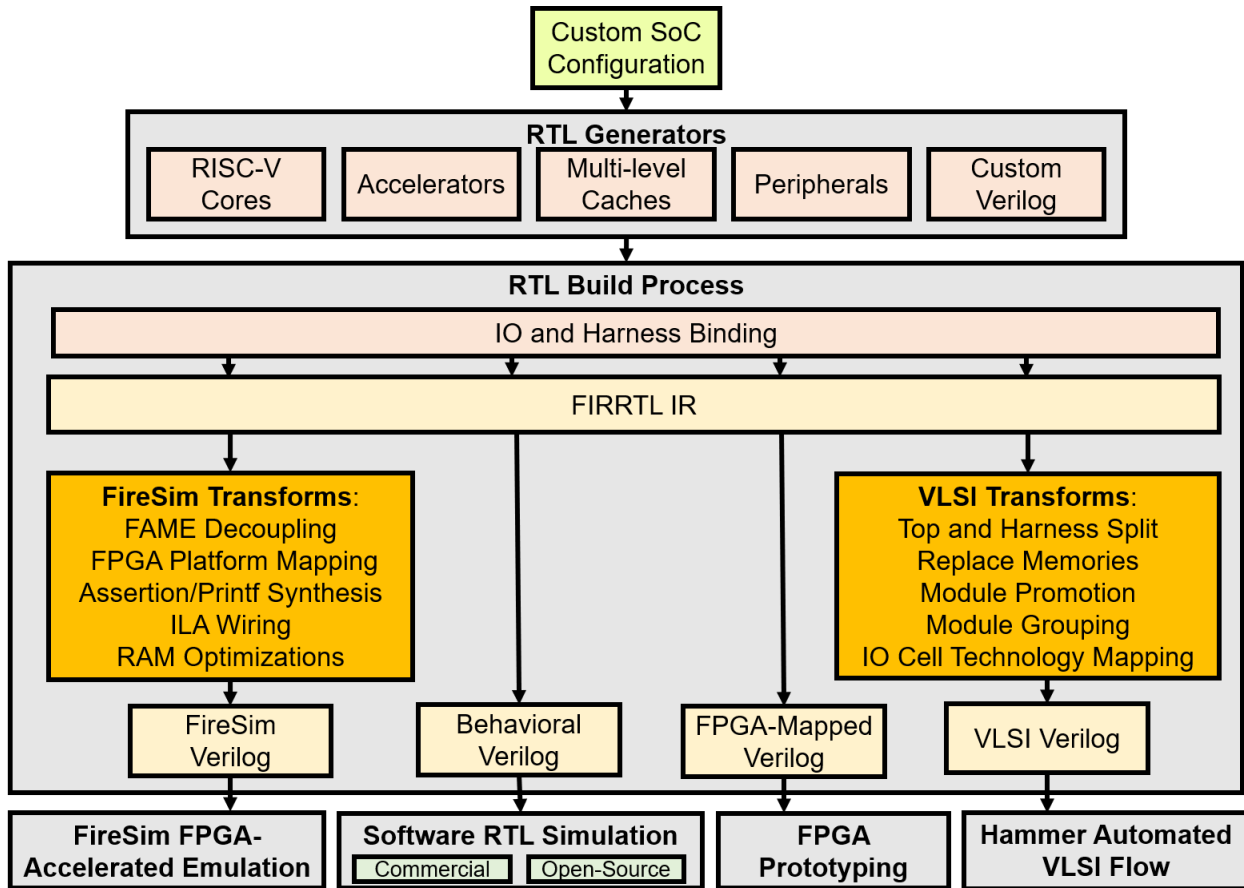 Custom SoC
Configuration
RTL Generators
RISC-V
Cores
Accelerators
Multi-level
Caches
Peripherals
Custom
Verilog
RTL Build Process
IO and Harness Binding
FIRRTL IR
FireSim Transforms:
FAME Decoupling
FPGA Platform Mapping
Assertion/Printf Synthesis
ILA Wiring
RAM Optimizations
VLSI Transforms:
Top and Harness Split
Replace Memories
Module Promotion
Module Grouping
IO Cell Technology Mapping
FireSim
Verilog
Behavioral
Verilog
FPGA-Mapped
Verilog
VLSI Verilog
FireSim FPGA-
Accelerated Emulation
Software RTL Simulation
Commercial
Open-Source
FPGA
Prototyping
Hammer Automated
VLSI Flow